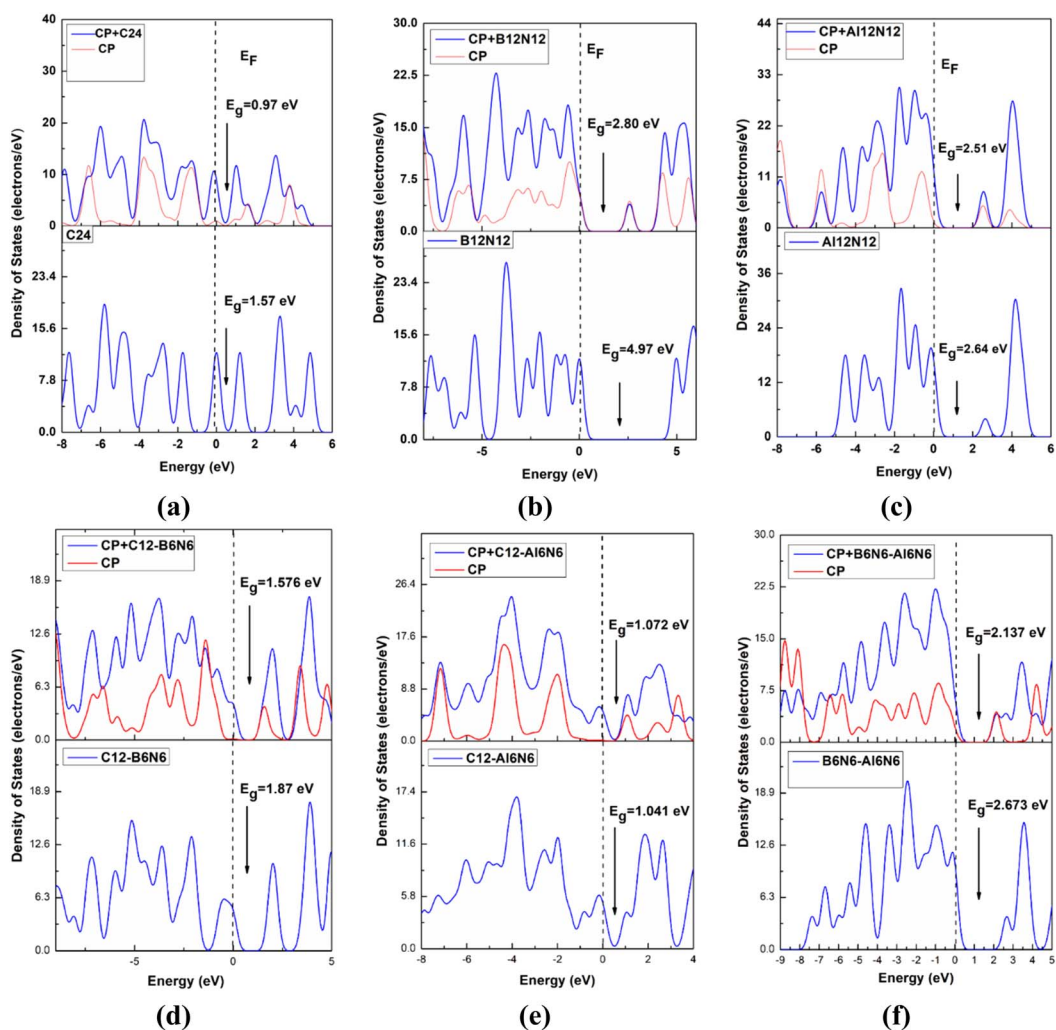 40
30
20
10
0
CP+C24
CP
E_F
E_g=0.97 eV
C24
23.4
15.6
7.8
0.0
E_g=1.57 eV
-8 -6 -4 -2 0 2 4 6
Density of States (electrons/eV)
Energy (eV)
(a)
30.0
22.5
15.0
7.5
0.0
CP+B12N12
CP
E_F
E_g=2.80 eV
B12N12
23.4
15.6
7.8
0.0
E_g=4.97 eV
-5 0 5
Density of States (electrons/eV)
Energy (eV)
(b)
44
33
22
11
0
CP+Al12N12
CP
E_F
E_g=2.51 eV
Al12N12
36
24
12
0
E_g=2.64 eV
-8 -6 -4 -2 0 2 4 6
Density of States (electrons/eV)
Energy (eV)
(c)
18.9
12.6
6.3
0.0
CP+C12-B6N6
CP
E_g=1.576 eV
C12-B6N6
18.9
12.6
6.3
0.0
E_g=1.87 eV
-5 0 5
Density of States (electrons/eV)
Energy (eV)
(d)
26.4
17.6
8.8
0.0
CP+C12-Al6N6
CP
E_g=1.072 eV
C12-Al6N6
17.4
11.6
5.8
0.0
E_g=1.041 eV
-8 -6 -4 -2 0 2 4
Density of States (electrons/eV)
Energy (eV)
(e)
30.0
22.5
15.0
7.5
0.0
CP+B6N6-Al6N6
CP
E_g=2.137 eV
B6N6-Al6N6
18.9
12.6
6.3
0.0
E_g=2.673 eV
-9 -8 -7 -6 -5 -4 -3 -2 -1 0 1 2 3 4 5
Density of States (electrons/eV)
Energy (eV)
(f)